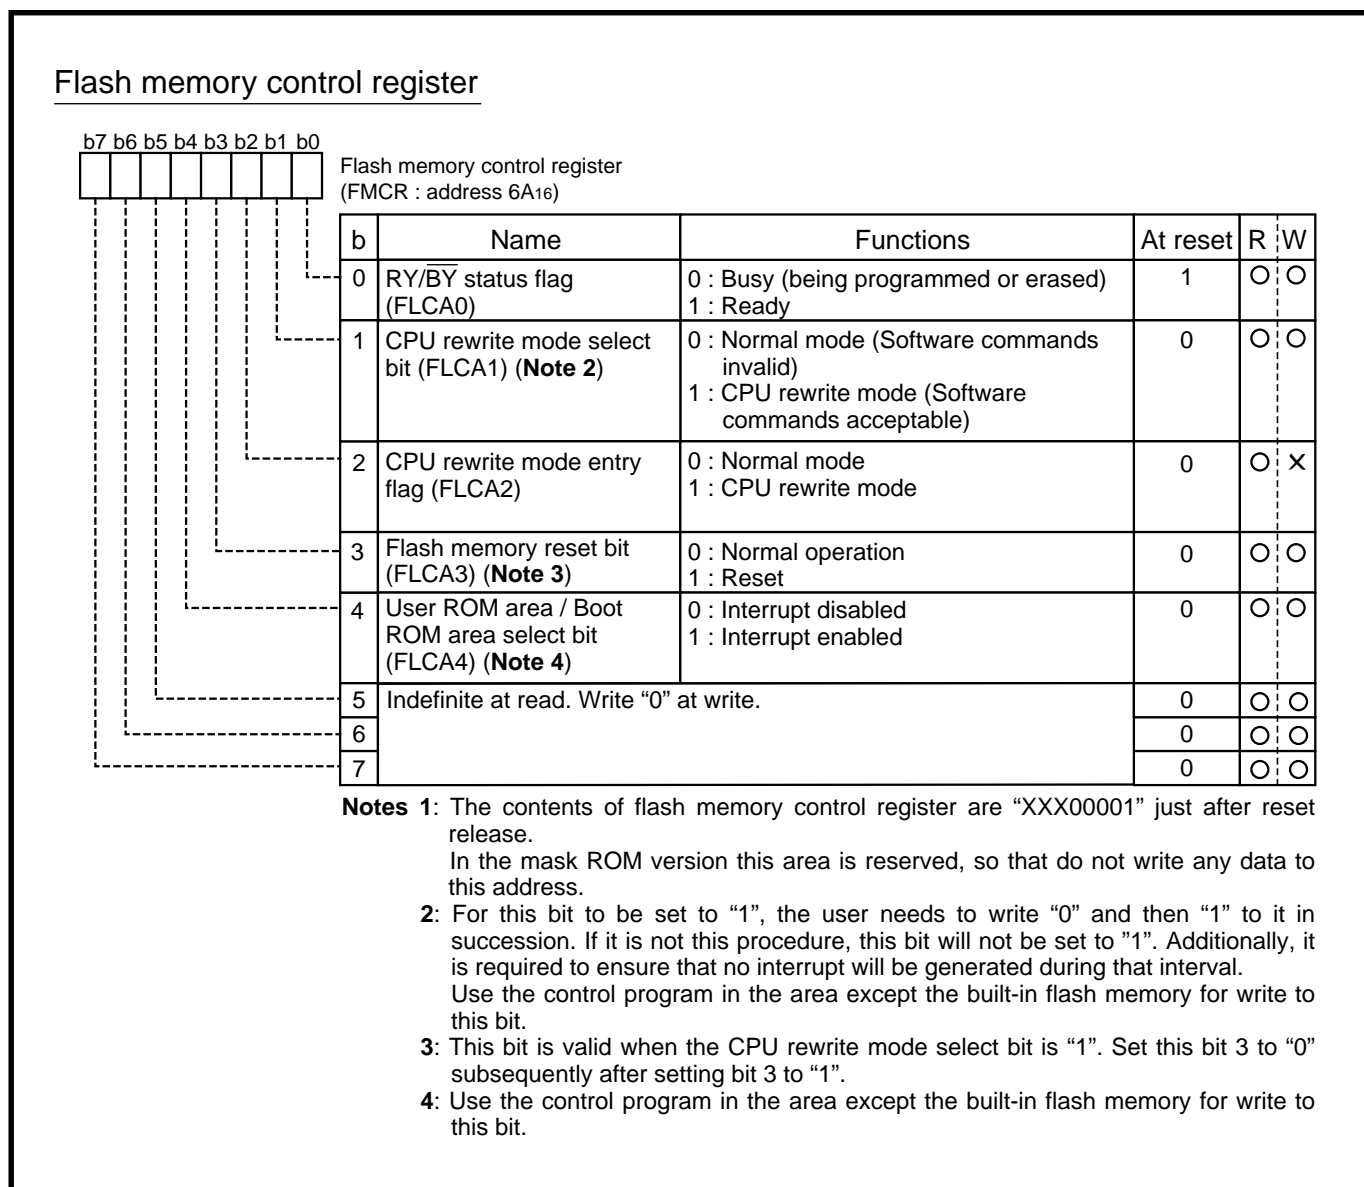 Flash memory control register
b7 b6 b5 b4 b3 b2 b1 b0
Flash memory control register
(FMCR : address 6A16)
b Name Functions At reset R W
0 RY/BY status flag (FLCA0) 0 : Busy (being programmed or erased) 1 : Ready 1 O O
1 CPU rewrite mode select bit (FLCA1) (Note 2) 0 : Normal mode (Software commands invalid) 1 : CPU rewrite mode (Software commands acceptable) 0 O O
2 CPU rewrite mode entry flag (FLCA2) 0 : Normal mode 1 : CPU rewrite mode 0 O X
3 Flash memory reset bit (FLCA3) (Note 3) 0 : Normal operation 1 : Reset 0 O O
4 User ROM area / Boot ROM area select bit (FLCA4) (Note 4) 0 : Interrupt disabled 1 : Interrupt enabled 0 O O
5 Indefinite at read. Write “0” at write. 0 O O
6 0 O O
7 0 O O
Notes 1: The contents of flash memory control register are “XXX00001” just after reset
release.
In the mask ROM version this area is reserved, so that do not write any data to
this address.
2: For this bit to be set to “1”, the user needs to write “0” and then “1” to it in
succession. If it is not this procedure, this bit will not be set to ”1”. Additionally, it
is required to ensure that no interrupt will be generated during that interval.
Use the control program in the area except the built-in flash memory for write to
this bit.
3: This bit is valid when the CPU rewrite mode select bit is “1”. Set this bit 3 to “0”
subsequently after setting bit 3 to “1”.
4: Use the control program in the area except the built-in flash memory for write to
this bit.